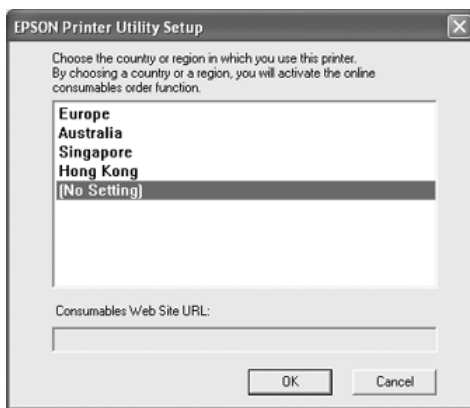 EPSON Printer Utility Setup
Choose the country or region in which you use this printer.
By choosing a country or a region, you will activate the online
consumables order function.
Europe
Australia
Singapore
Hong Kong
(No Setting)
Consumables Web Site URL:
OK
Cancel